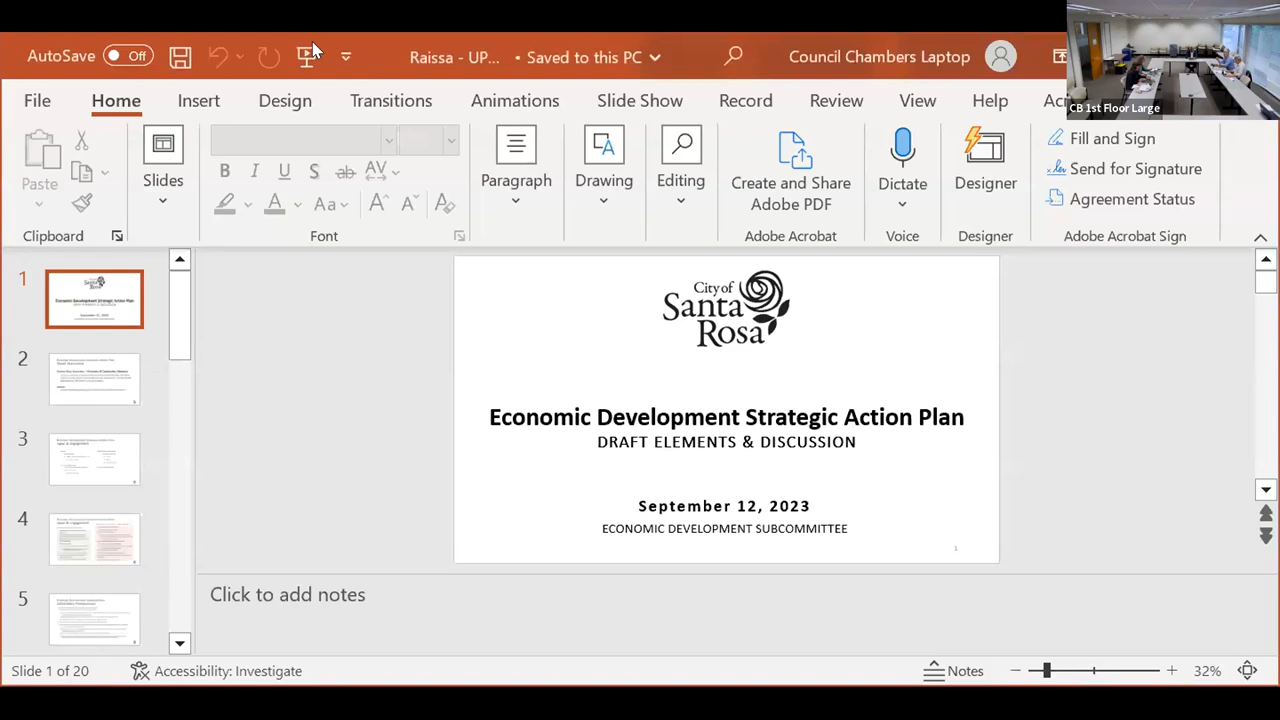 AutoSave Off
Raissa - UP... • Saved to this PC
Council Chambers Laptop
CB 1st Floor Large
File Home Insert Design Transitions Animations Slide Show Record Review View Help
Paste
Slides
B I U S ab AV
Aa A A A
Paragraph
Drawing
Editing
Create and Share
Adobe PDF
Dictate
Designer
Fill and Sign
Send for Signature
Agreement Status
Clipboard
Font
Adobe Acrobat
Voice
Designer
Adobe Acrobat Sign
1
2
3
4
5
City of
Santa
Rosa
Economic Development Strategic Action Plan
DRAFT ELEMENTS & DISCUSSION
September 12, 2023
ECONOMIC DEVELOPMENT SUBCOMMITTEE
1
Click to add notes
Slide 1 of 20
Accessibility: Investigate
Notes
32%